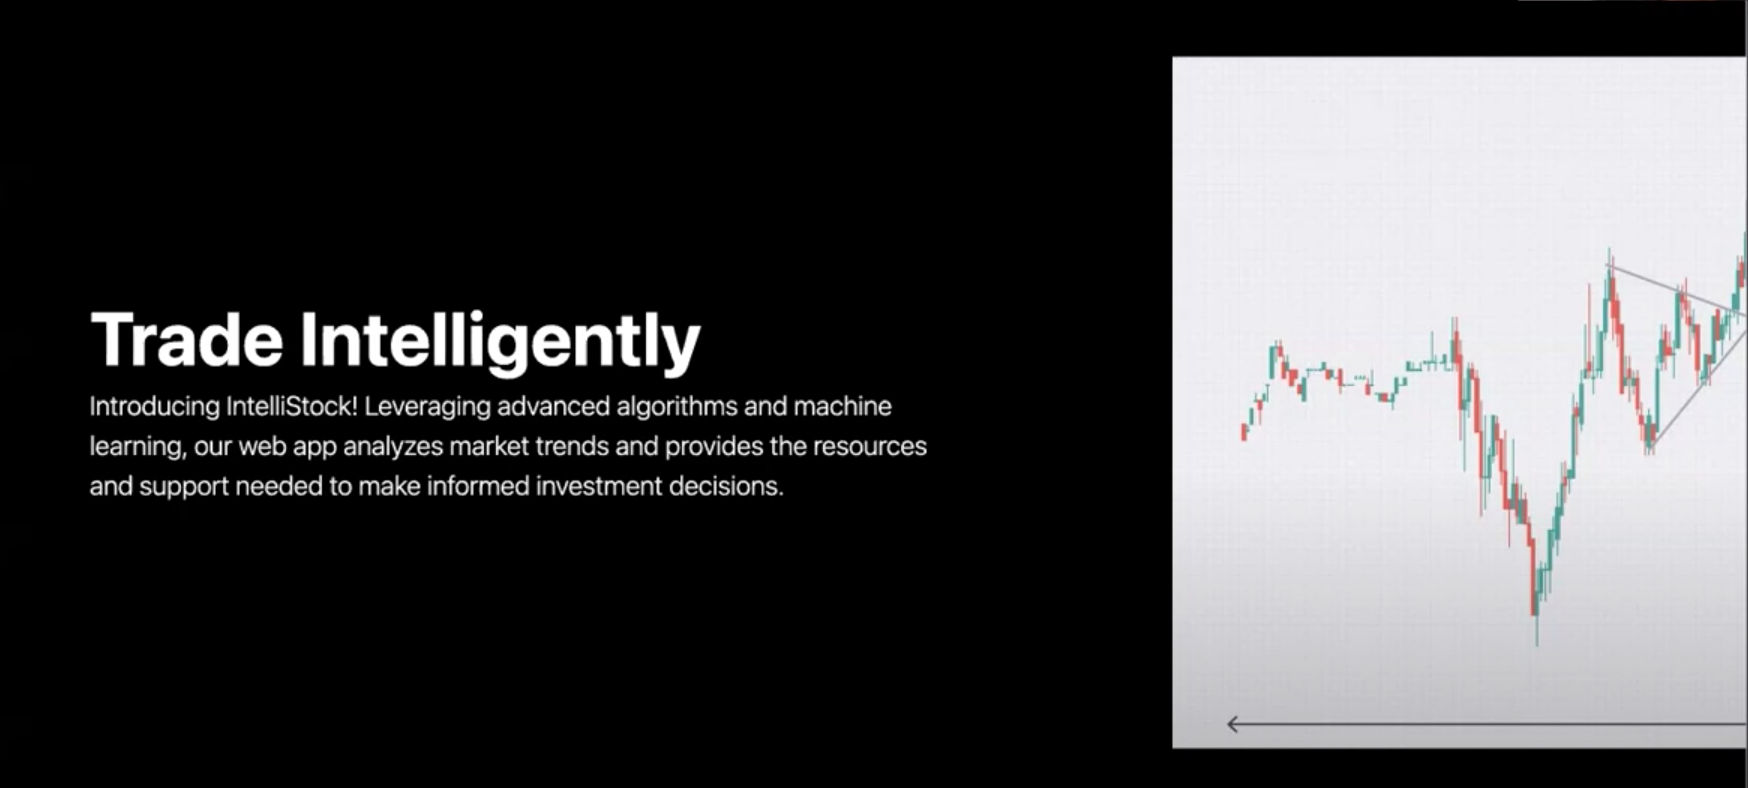 Trade Intelligently
Introducing IntelliStock! Leveraging advanced algorithms and machine
learning, our web app analyzes market trends and provides the resources
and support needed to make informed investment decisions.